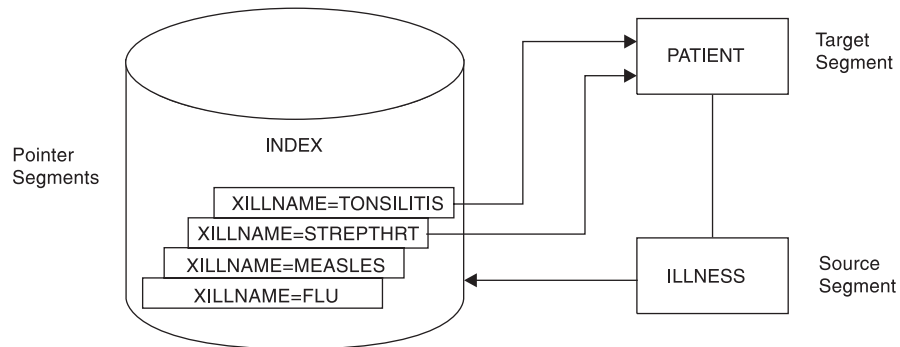 Pointer
Segments
INDEX
XILLNAME=TONSILITIS
XILLNAME=STREPTHRT
XILLNAME=MEASLES
XILLNAME=FLU
PATIENT
Target
Segment
ILLNESS
Source
Segment